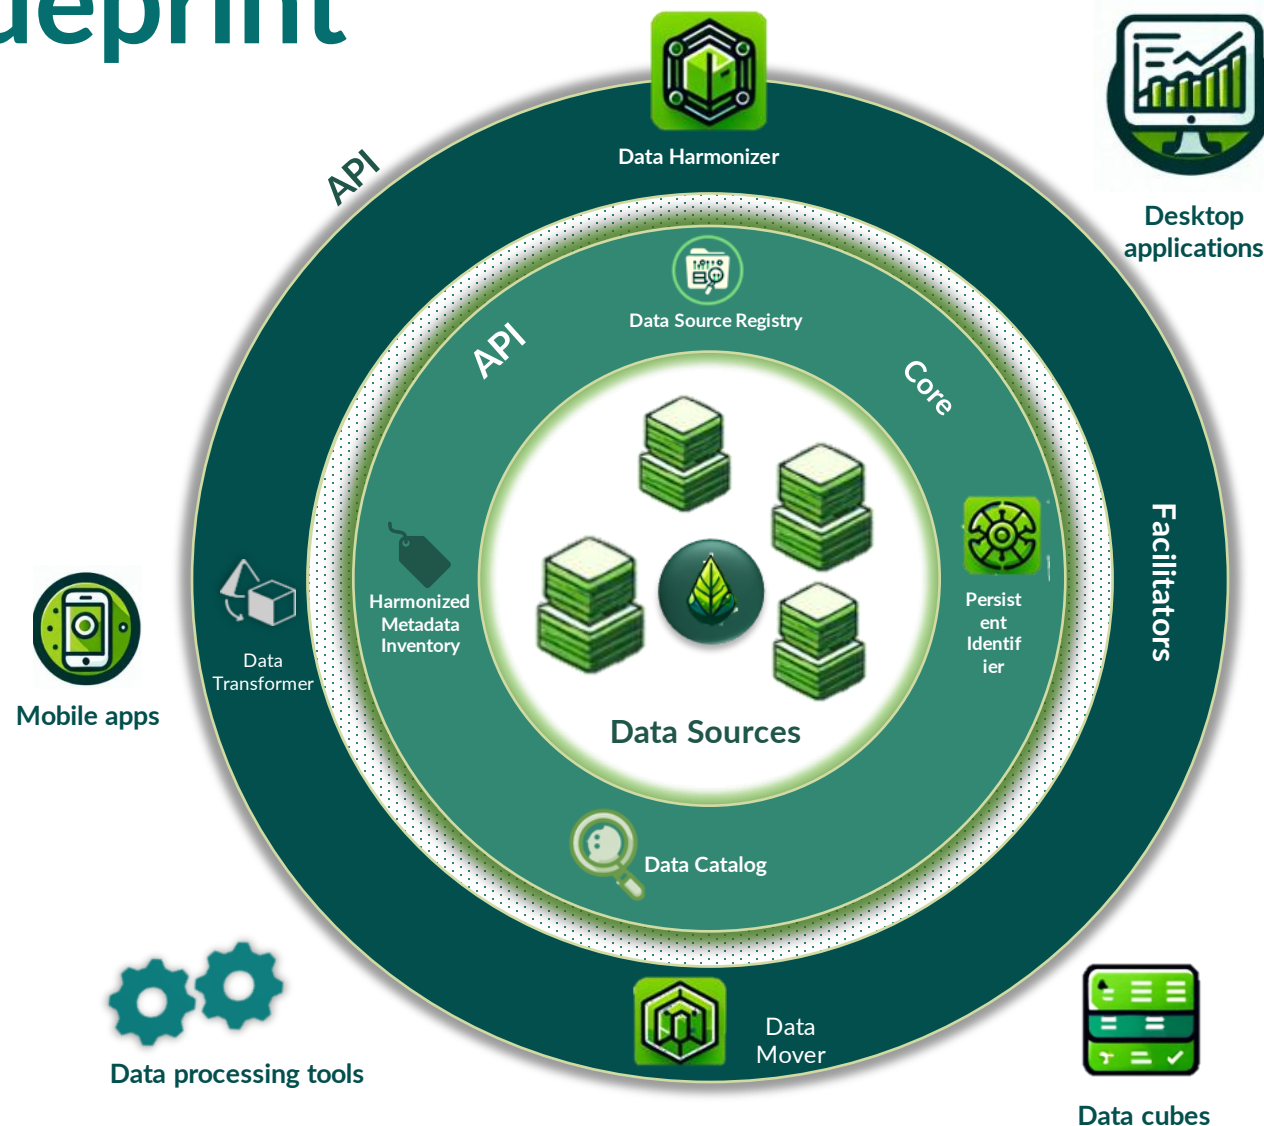 ueprint
API
Data Harmonizer
Desktop
applications
Data Source Registry
API
Core
Facilitators
Harmonized
Metadata
Inventory
Persist
ent
Identif
ier
Data
Transformer
Mobile apps
Data Sources
Data Catalog
Data
Mover
Data processing tools
Data cubes